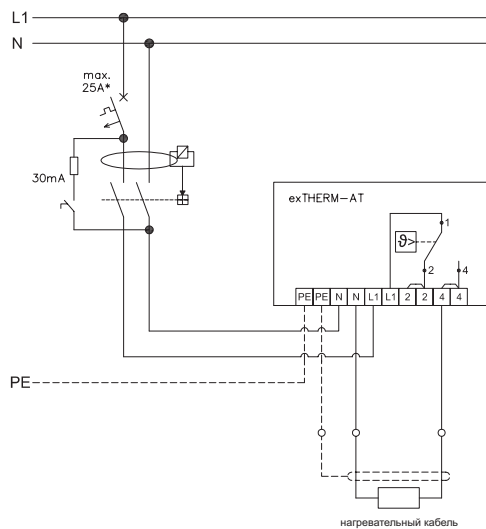 L1
N
max.
25A*
30mA
exTHERM-AT
1
ϑ>
2 4
PE PE N N L1 L1 2 2 4 4
PE
нагревательный кабель